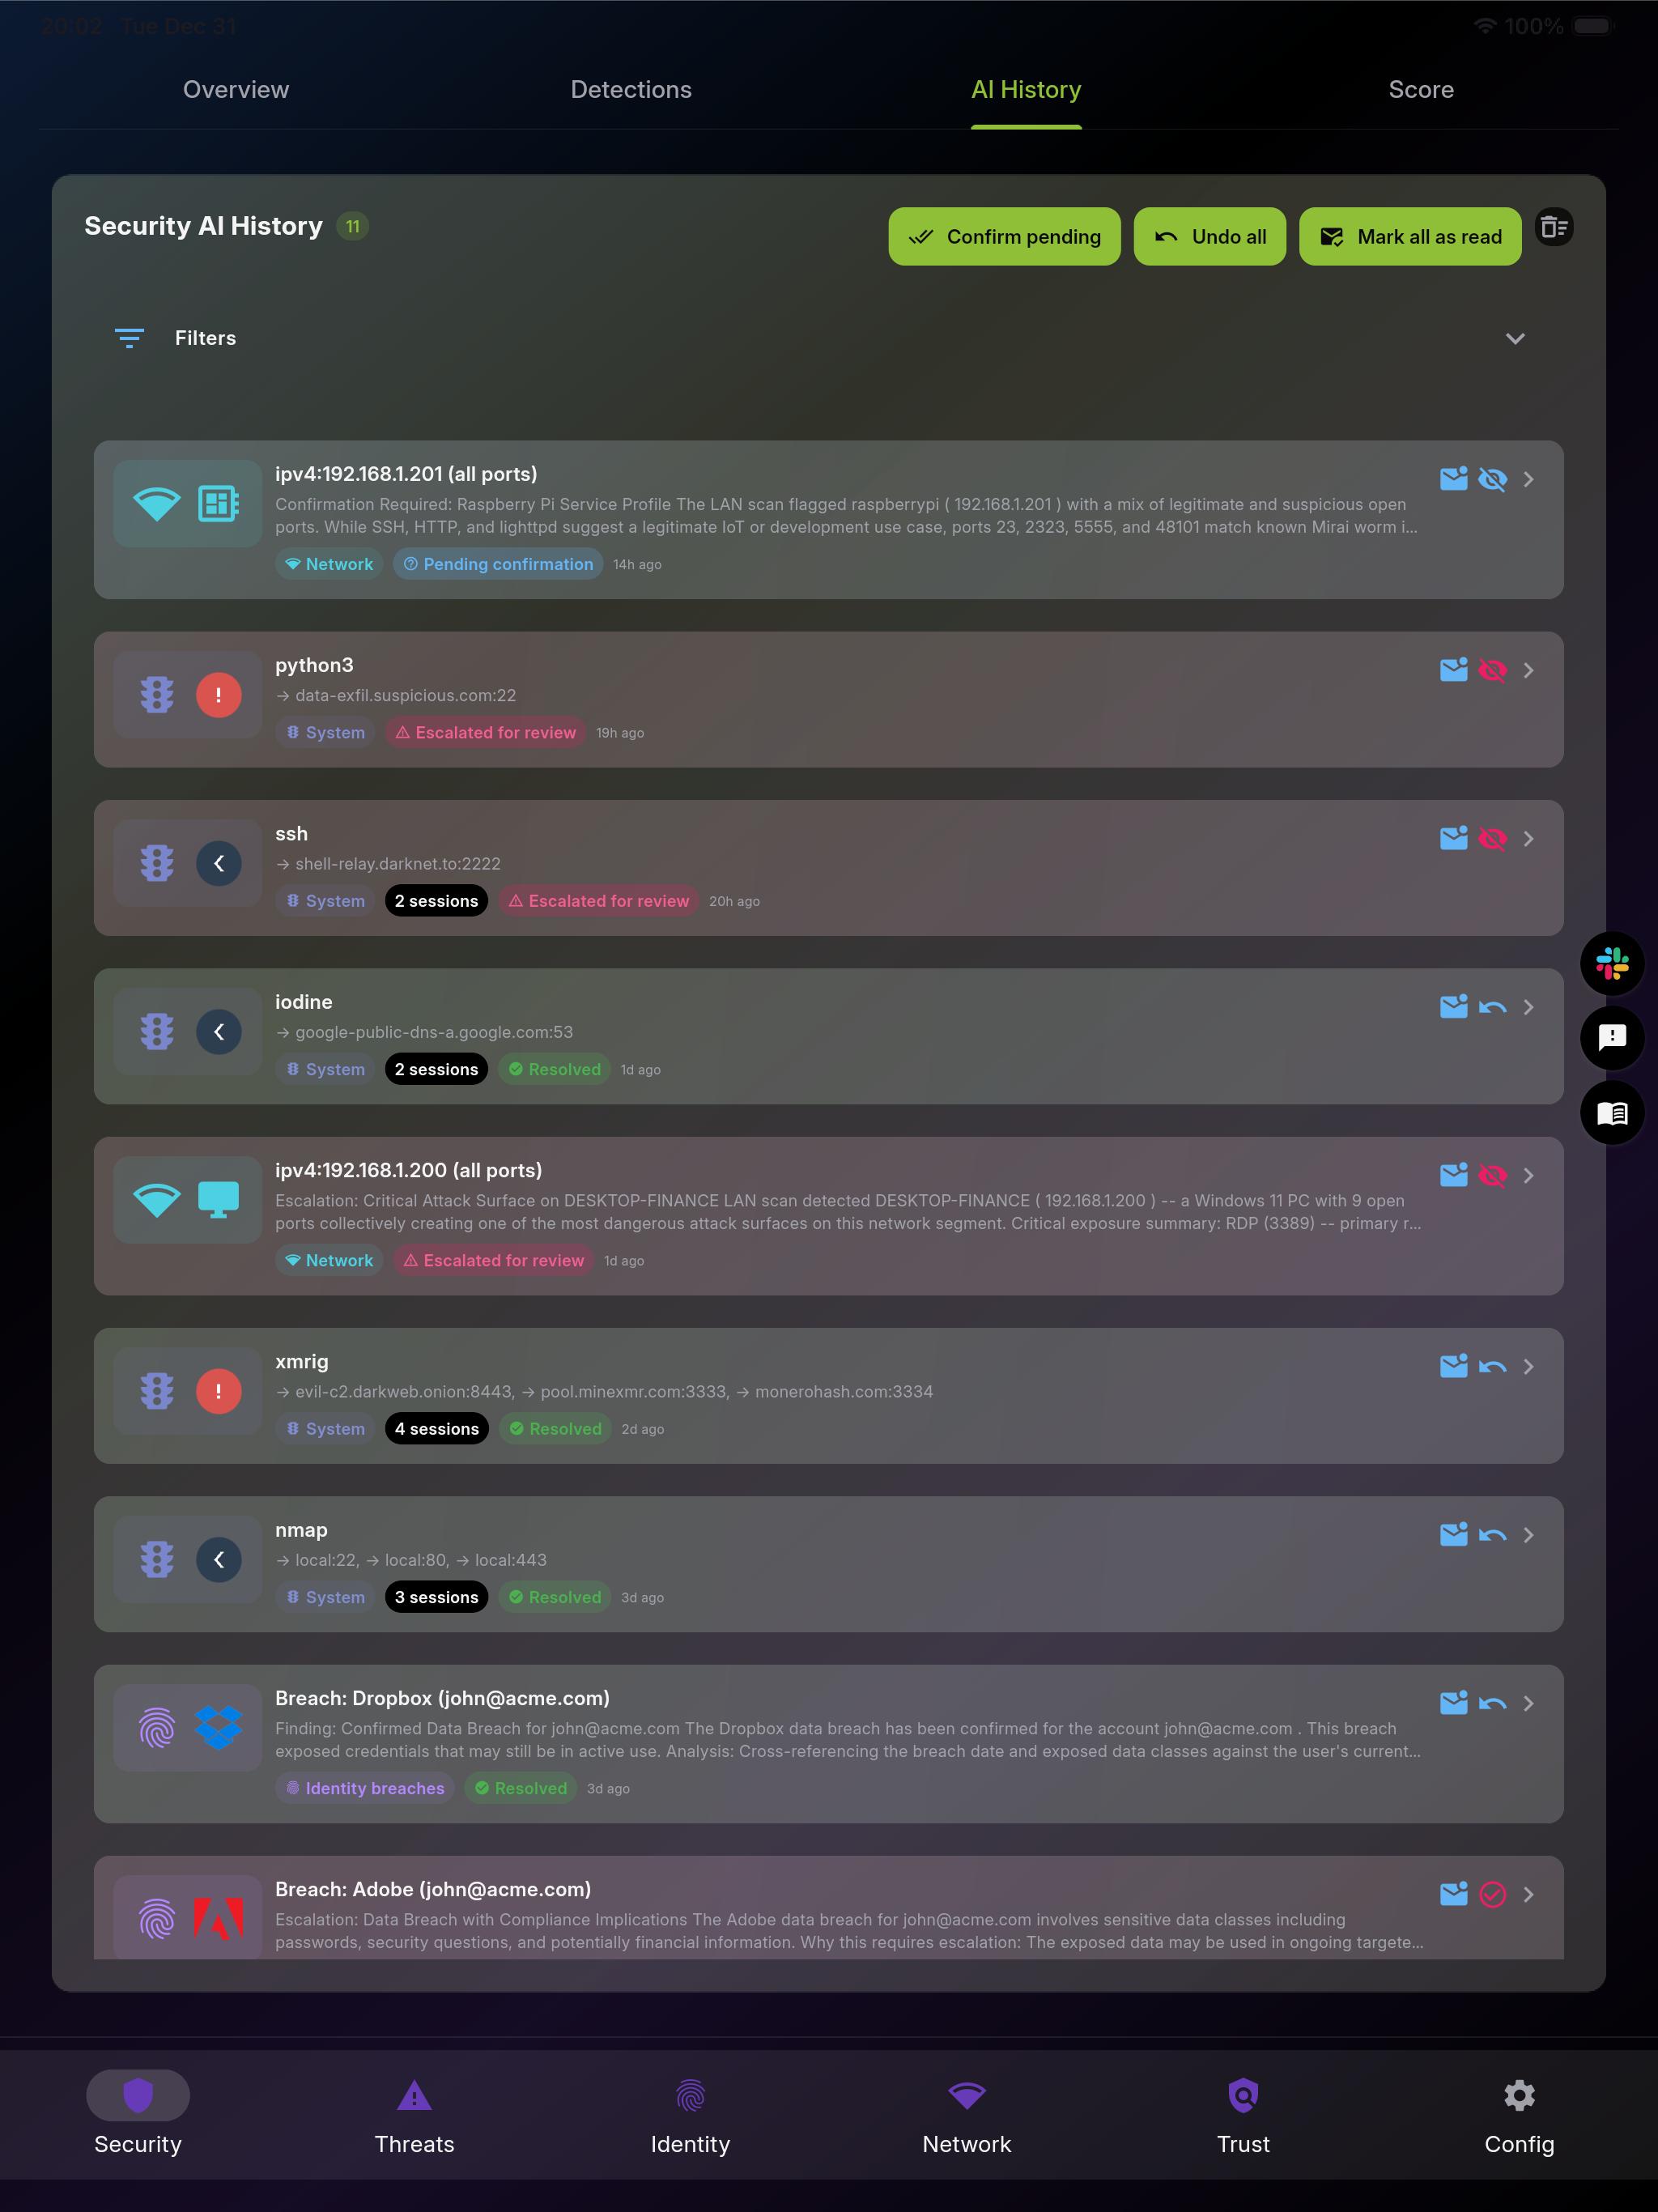 20:02 Tue Dec 31
100%
Overview
Detections
AI History
Score
Security AI History 11
Confirm pending
Undo all
Mark all as read
Filters
ipv4:192.168.1.201 (all ports)
Confirmation Required: Raspberry Pi Service Profile The LAN scan flagged raspberrypi ( 192.168.1.201 ) with a mix of legitimate and suspicious open
ports. While SSH, HTTP, and lighttpd suggest a legitimate IoT or development use case, ports 23, 2323, 5555, and 48101 match known Mirai worm i...
Network Pending confirmation 14h ago
python3
→ data-exfil.suspicious.com:22
System Escalated for review 19h ago
ssh
→ shell-relay.darknet.to:2222
System 2 sessions Escalated for review 20h ago
iodine
→ google-public-dns-a.google.com:53
System 2 sessions Resolved 1d ago
ipv4:192.168.1.200 (all ports)
Escalation: Critical Attack Surface on DESKTOP-FINANCE LAN scan detected DESKTOP-FINANCE ( 192.168.1.200 ) -- a Windows 11 PC with 9 open
ports collectively creating one of the most dangerous attack surfaces on this network segment. Critical exposure summary: RDP (3389) -- primary r...
Network Escalated for review 1d ago
xmrig
→ evil-c2.darkweb.onion:8443, → pool.minexmr.com:3333, → monerohash.com:3334
System 4 sessions Resolved 2d ago
nmap
→ local:22, → local:80, → local:443
System 3 sessions Resolved 3d ago
Breach: Dropbox (john@acme.com)
Finding: Confirmed Data Breach for john@acme.com The Dropbox data breach has been confirmed for the account john@acme.com . This breach
exposed credentials that may still be in active use. Analysis: Cross-referencing the breach date and exposed data classes against the user's current...
Identity breaches Resolved 3d ago
Breach: Adobe (john@acme.com)
Escalation: Data Breach with Compliance Implications The Adobe data breach for john@acme.com involves sensitive data classes including
passwords, security questions, and potentially financial information. Why this requires escalation: The exposed data may be used in ongoing targete...
Security
Threats
Identity
Network
Trust
Config